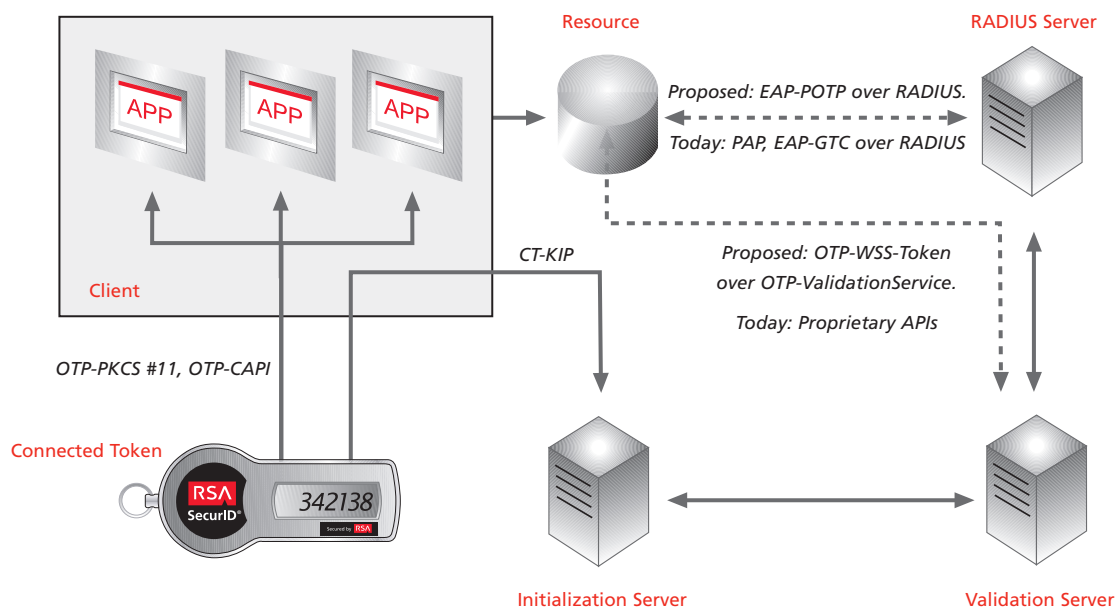 Resource
RADIUS Server
APP
APP
APP
Proposed: EAP-POTP over RADIUS.
Today: PAP, EAP-GTC over RADIUS
CT-KIP
Proposed: OTP-WSS-Token
over OTP-ValidationService.
Today: Proprietary APIs
Client
OTP-PKCS #11, OTP-CAPI
Connected Token
RSA
SecurID®
342138
Secured by RSA
Initialization Server
Validation Server